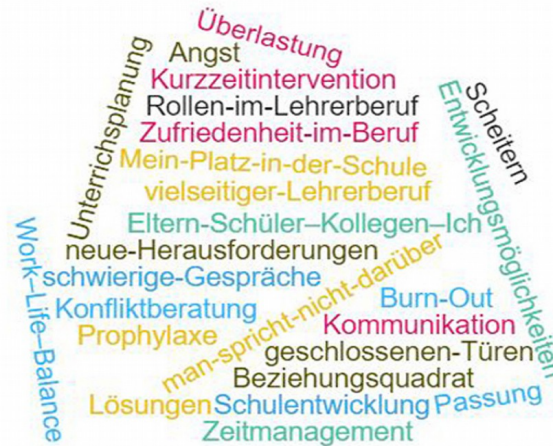 Überlastung
Angst
Unterrichsplanung
Kurzzeitintervention
Rollen-im-Lehrerberuf
Scheitern
Zufriedenheit-im-Beruf
Entwicklungsmöglichkeiten
Mein-Platz-in-der-Schule
vielseitiger-Lehrerberuf
Eltern-Schüler–Kollegen–Ich
neue-Herausforderungen
Work–Life–Balance
schwierige-Gespräche
man-spricht-nicht-darüber
Konfliktberatung
Burn-Out
Prophylaxe
Kommunikation
geschlossenen-Türen
Beziehungsquadrat
Lösungen
Schulentwicklung
Passung
Zeitmanagement